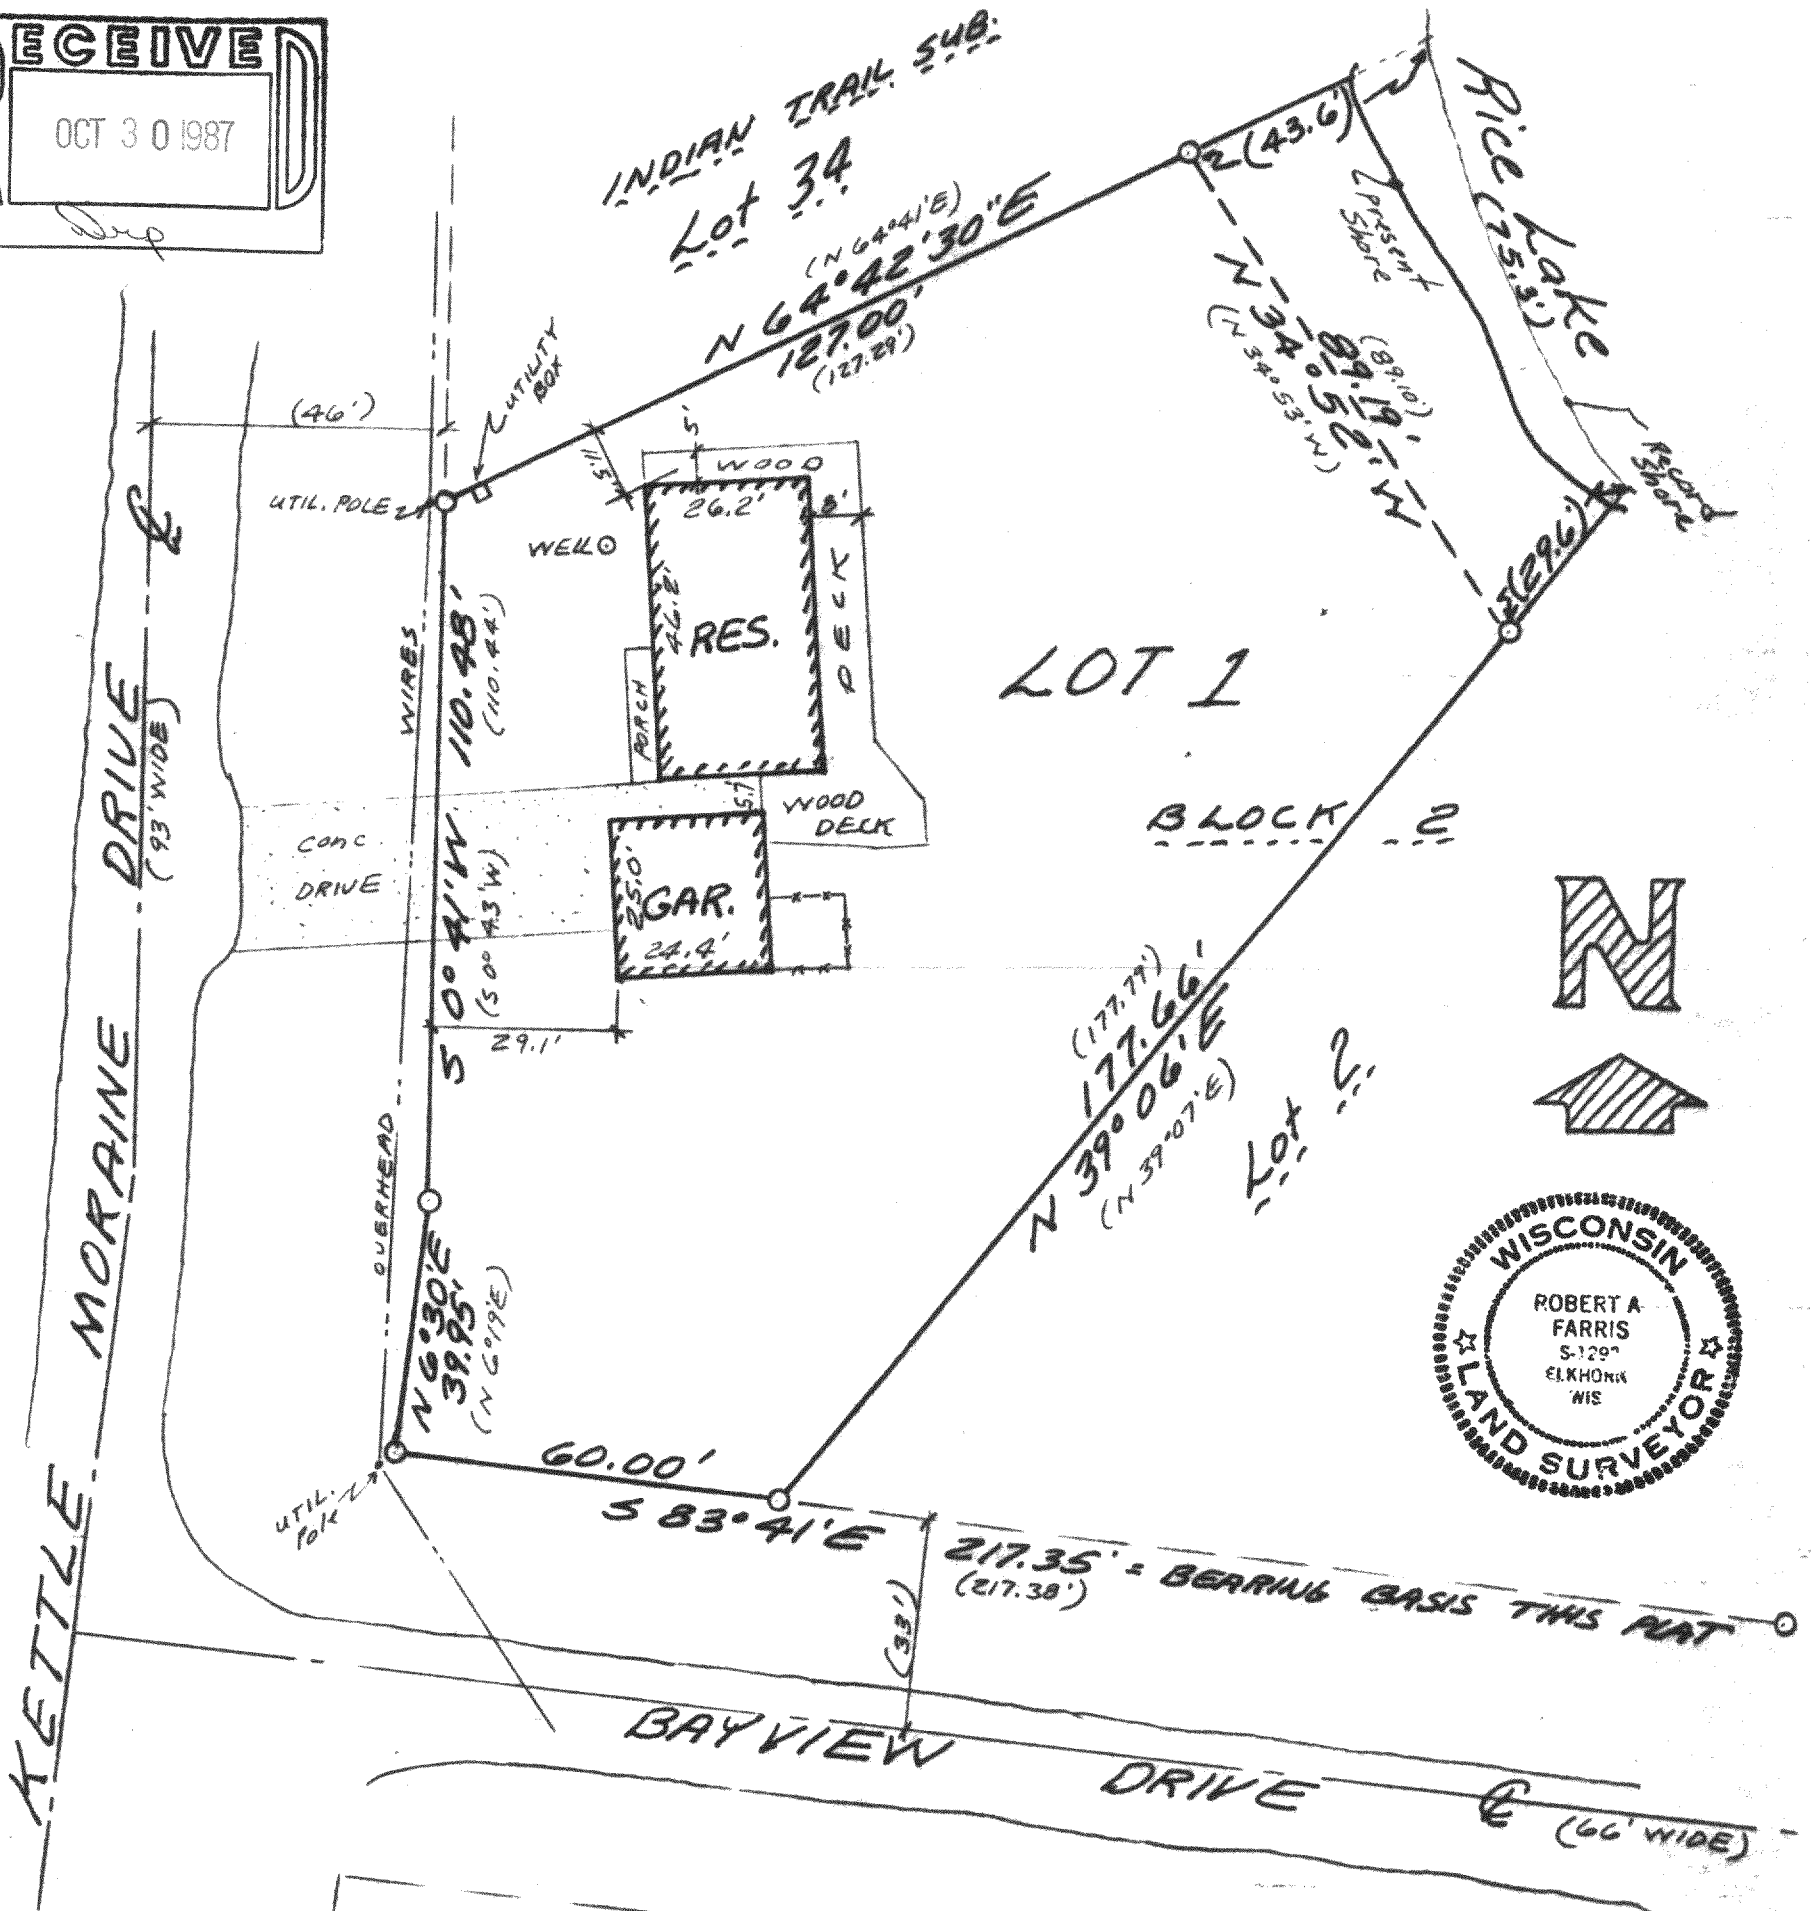 RECEIVED
OCT 30 1987
INDIAN TRAIL SUB.
Lot 34
(N 64°41'E)
N 64°42'30"E
127.00'
(127.29')
(43.6')
Rice Lake
(75.3')
Present
Shore
N 34°52'W
(N 34°53'W)
89.19'
(89.10')
Record
Shore
(29.6')
(46')
UTILITY
BOX
UTIL. POLE
11.5'
5'
WOOD
26.2'
8'
DECK
WELL
46.2'
RES.
PORCH
LOT 1
BLOCK 2
WIRES
110.48'
(110.44')
S 0°41'W
(S 0°43'W)
5.7'
WOOD
DECK
Conc
DRIVE
25.0'
GAR.
24.4'
29.1'
OVERHEAD
KETTLE MORAINE DRIVE ℄
(93' WIDE)
(177.79')
177.66'
N 39°06'E
(N 39°07'E)
Lot 2
N
N 6°30'E
39.95'
(N 6°19'E)
UTIL.
Pole
60.00'
S 83°41'E
217.35' = BEARING BASIS THIS PLAT
(217.38')
(33')
BAYVIEW DRIVE ℄
(66' WIDE)
WISCONSIN
ROBERT A
FARRIS
ELKHORN
WIS
LAND SURVEYOR